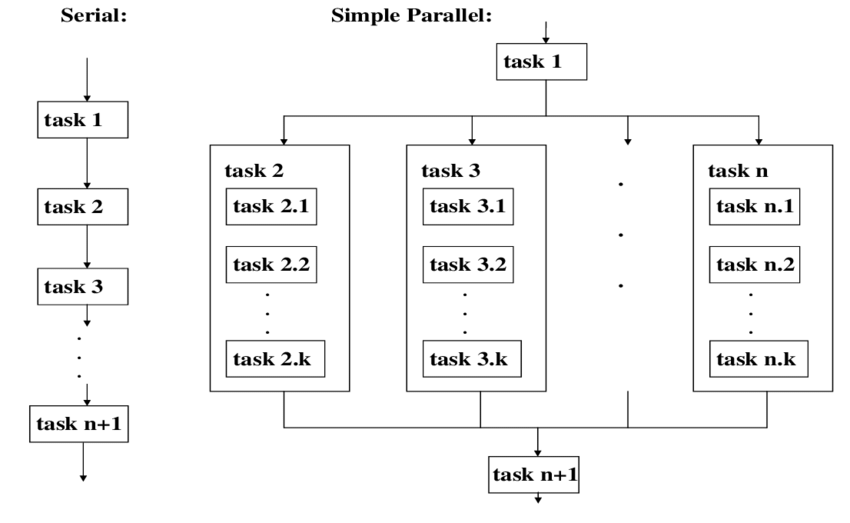 Serial:
task 1
task 2
task 3
task n+1
Simple Parallel:
task 1
task 2
task 2.1
task 2.2
task 2.k
task 3
task 3.1
task 3.2
task 3.k
task n
task n.1
task n.2
task n.k
task n+1